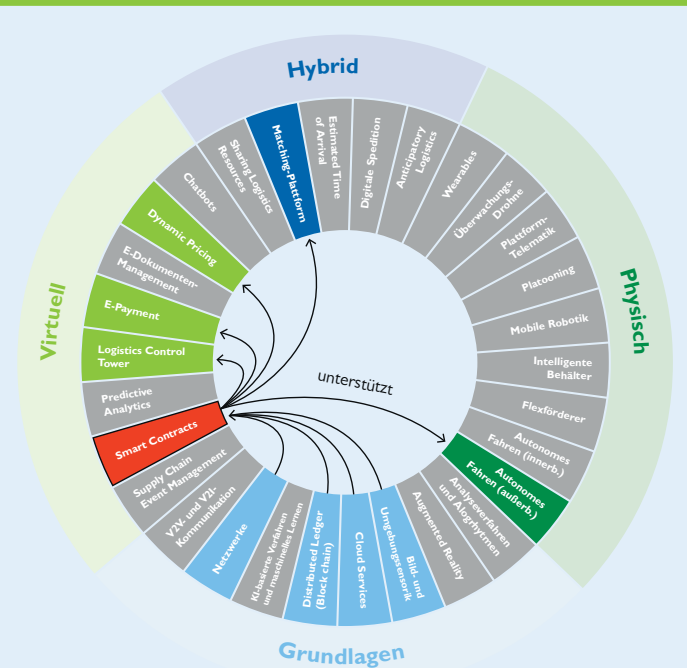 Hybrid
Physisch
Grundlagen
Virtuell
Matching-Plattform
Estimated Time
of Arrival
Digitale Spedition
Anticipatory
Logistics
Wearables
Überwachungs-
Drohne
Plattform-
Telematik
Platooning
Mobile Robotik
Intelligente
Behälter
Flexförderer
Autonomes
Fahren (innerb.)
Autonomes
Fahren (außerb.)
Analyseverfahren
und Alogrhytmen
Augmented Reality
Bild- und
Umgebungssensorik
Cloud Services
Distributed Ledger
(Block chain)
KI-basierte Verfahren
und maschinelles Lernen
Netzwerke
V2V- und V2I-
Kommunikation
Supply Chain
Event Management
Smart Contracts
Predictive
Analytics
Logistics Control
Tower
E-Payment
E-Dokumenten-
Management
Dynamic Pricing
Chatbots
Sharing Logistics
Resources
unterstützt